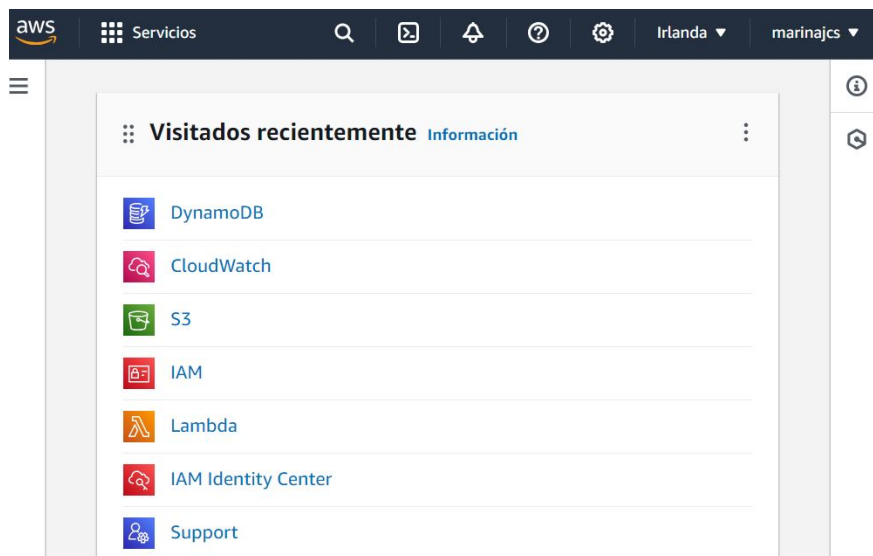 aws Servicios Irlanda ▼ marinajcs ▼
Visitados recientemente Información
DynamoDB
CloudWatch
S3
IAM
Lambda
IAM Identity Center
Support